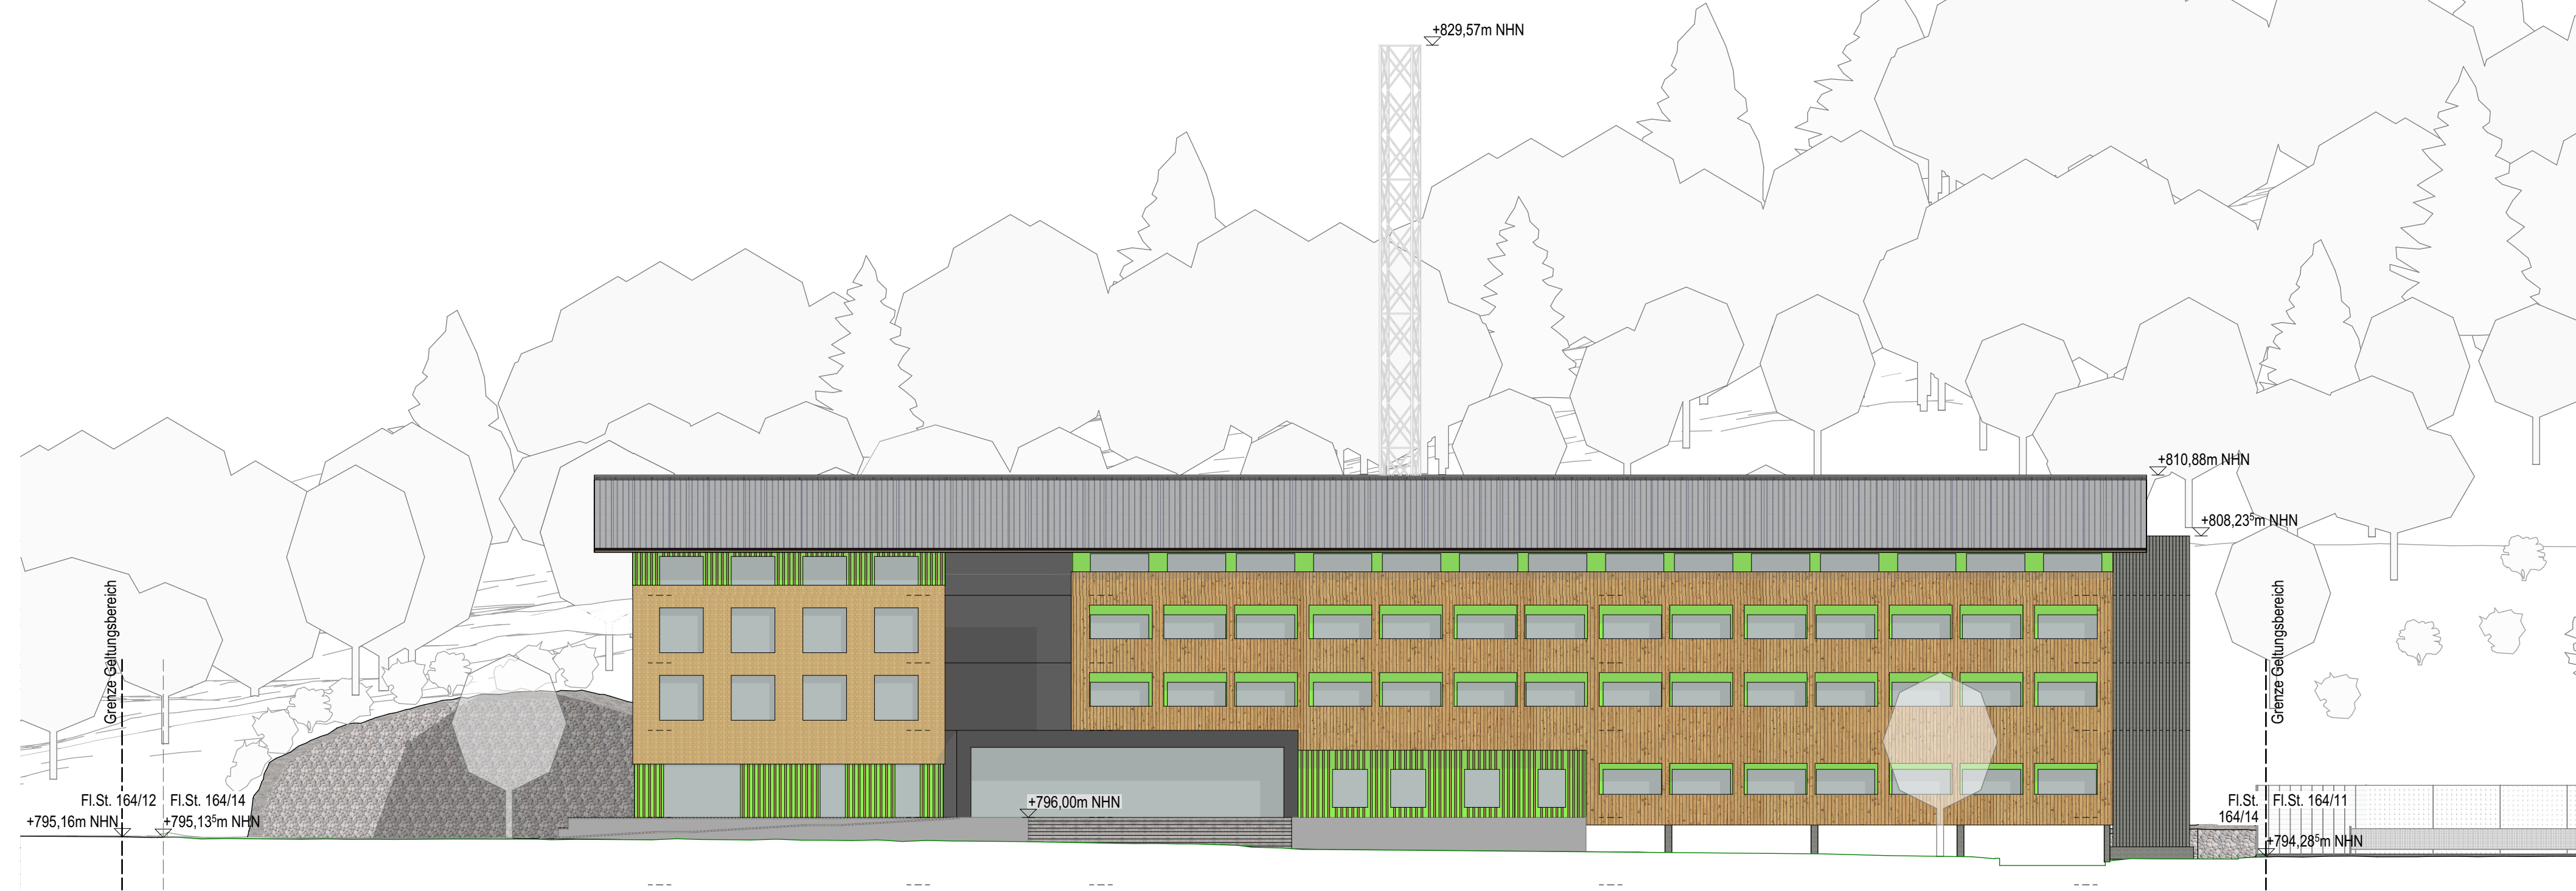 +829,57m NHN
+810,88m NHN
+808,23⁵m NHN
Grenze Geltungsbereich
Grenze Geltungsbereich
Fl.St. 164/12
Fl.St. 164/14
+795,16m NHN
+795,13⁵m NHN
+796,00m NHN
Fl.St.
164/14
Fl.St. 164/11
+794,28⁵m NHN